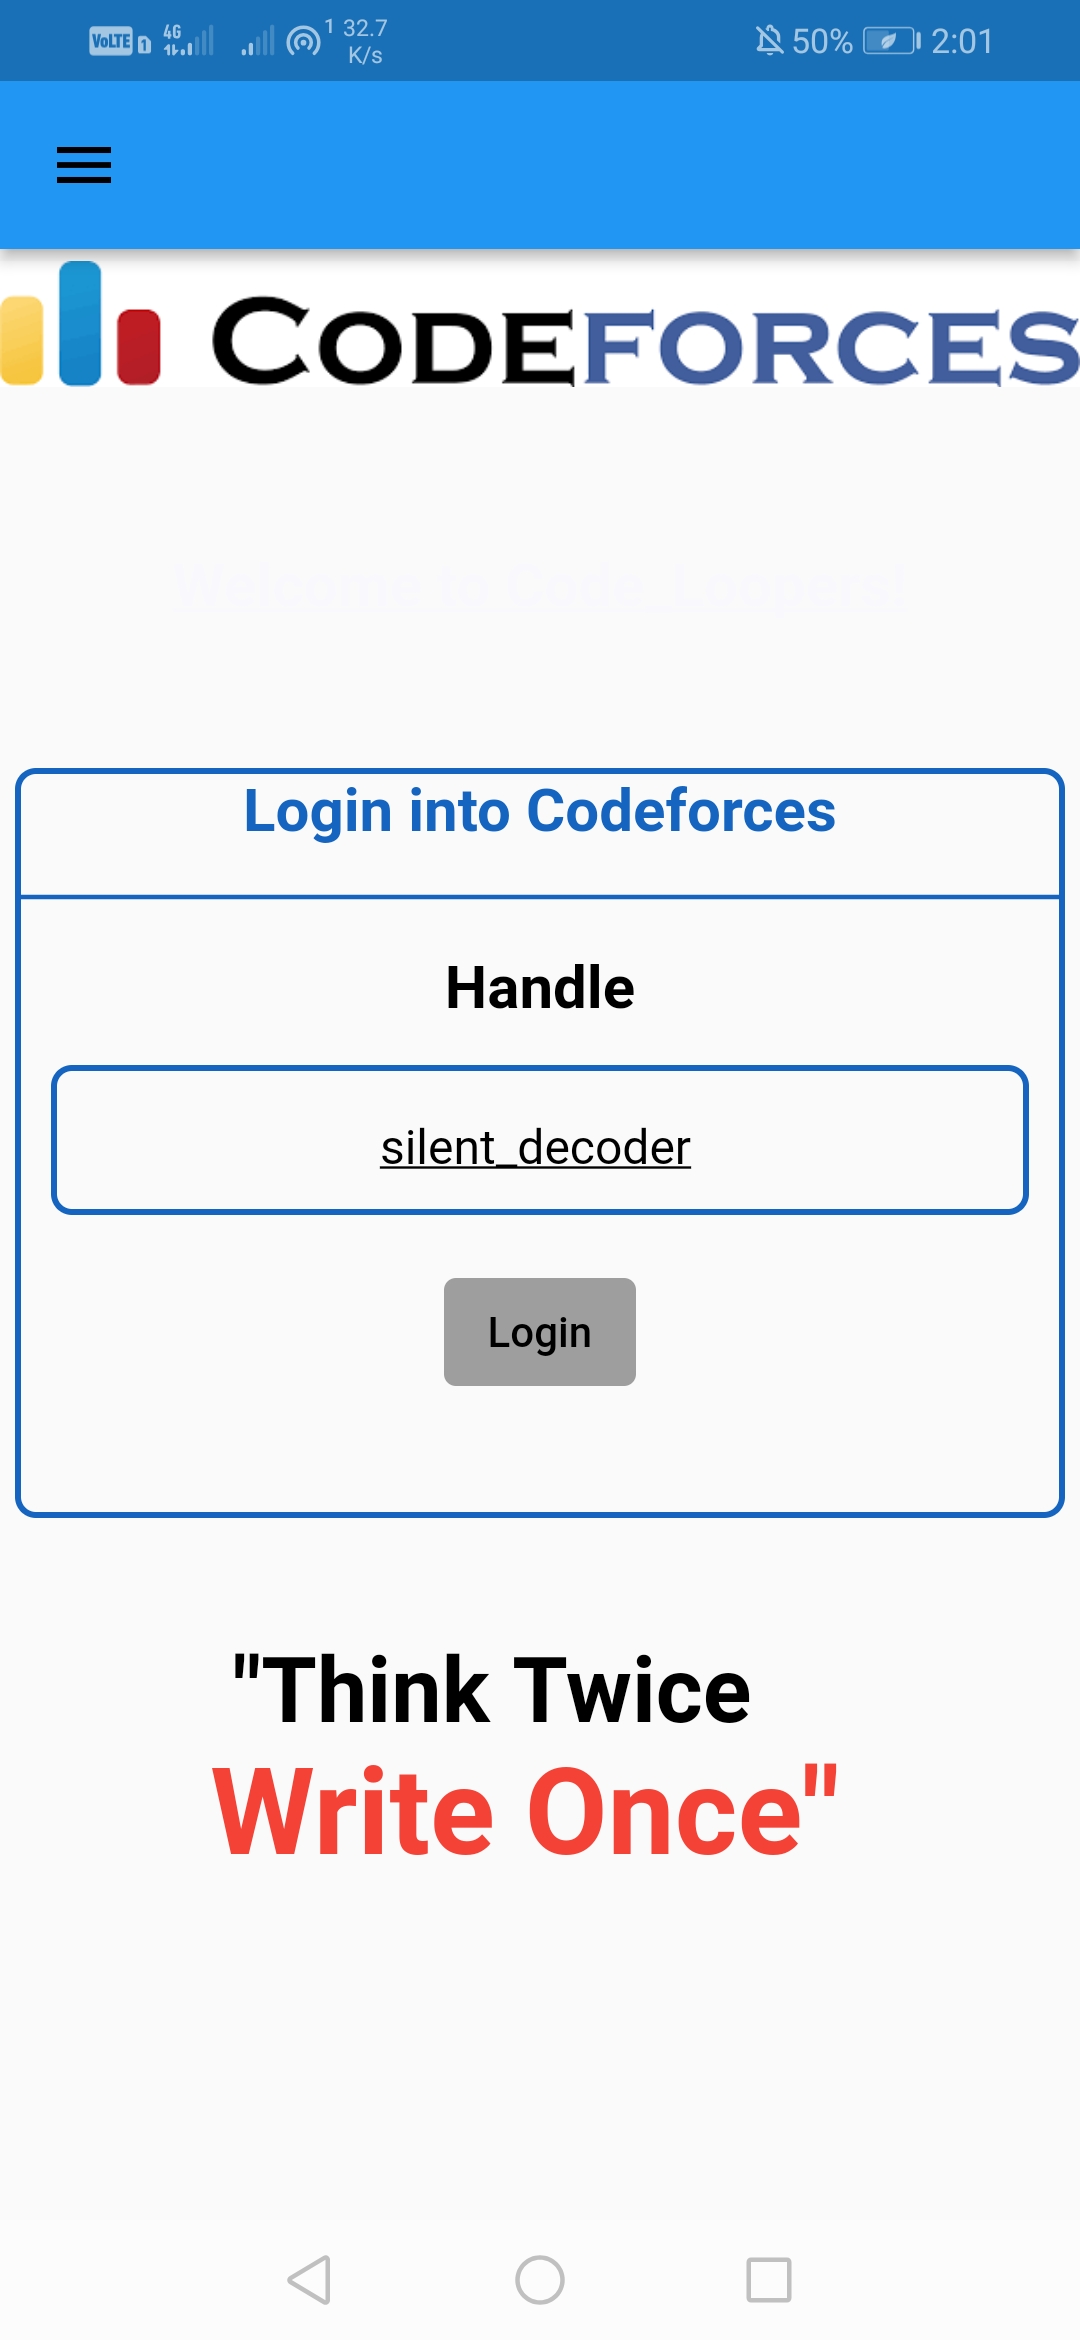 VoLTE 1 4G 1 32.7 K/s 50% 2:01
CODEFORCES
Welcome to Code_Loopers!
Login into Codeforces
Handle
silent_decoder
Login
"Think Twice
Write Once"